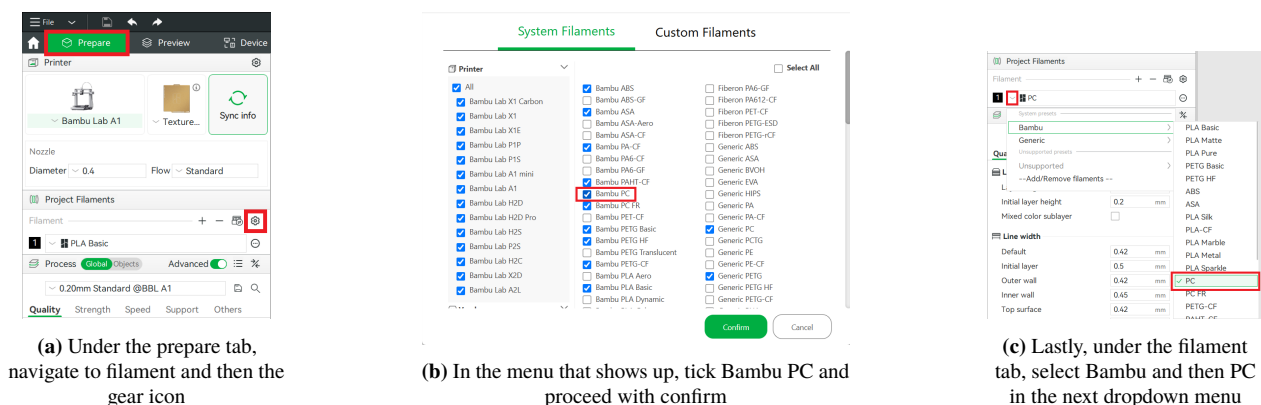 File
Prepare
Preview
Device
Printer
Bambu Lab A1
Texture...
Sync info
Nozzle
Diameter
0.4
Flow
Standard
Project Filaments
Filament
1
PLA Basic
Process
Global
Objects
Advanced
0.20mm Standard @BBL A1
Quality
Strength
Speed
Support
Others
(a) Under the prepare tab,
navigate to filament and then the
gear icon
System Filaments
Custom Filaments
Printer
Select All
All
Bambu Lab X1 Carbon
Bambu Lab X1
Bambu Lab X1E
Bambu Lab P1P
Bambu Lab P1S
Bambu Lab A1 mini
Bambu Lab A1
Bambu Lab H2D
Bambu Lab H2D Pro
Bambu Lab H2S
Bambu Lab P2S
Bambu Lab H2C
Bambu Lab X2D
Bambu Lab A2L
Bambu ABS
Bambu ABS-GF
Bambu ASA
Bambu ASA-Aero
Bambu ASA-CF
Bambu PA-CF
Bambu PA6-CF
Bambu PA6-GF
Bambu PAHT-CF
Bambu PC
Bambu PC FR
Bambu PET-CF
Bambu PETG Basic
Bambu PETG HF
Bambu PETG Translucent
Bambu PETG-CF
Bambu PLA Aero
Bambu PLA Basic
Bambu PLA Dynamic
Fiberon PA6-GF
Fiberon PA612-CF
Fiberon PET-CF
Fiberon PETG-ESD
Fiberon PETG-rCF
Generic ABS
Generic ASA
Generic BVOH
Generic EVA
Generic HIPS
Generic PA
Generic PA-CF
Generic PC
Generic PCTG
Generic PE
Generic PE-CF
Generic PETG
Generic PETG HF
Generic PETG-CF
Confirm
Cancel
(b) In the menu that shows up, tick Bambu PC and
proceed with confirm
Project Filaments
Filament
1
PC
System presets
Bambu
Generic
Unsupported presets
Unsupported
--Add/Remove filaments --
Qua
Initial layer height
0.2
mm
Mixed color sublayer
Line width
Default
0.42
mm
Initial layer
0.5
mm
Outer wall
0.42
mm
Inner wall
0.45
mm
Top surface
0.42
mm
PLA Basic
PLA Matte
PLA Pure
PETG Basic
PETG HF
ABS
ASA
PLA Silk
PLA-CF
PLA Marble
PLA Metal
PLA Sparkle
PC
PC FR
PETG-CF
PAHT-CF
(c) Lastly, under the filament
tab, select Bambu and then PC
in the next dropdown menu